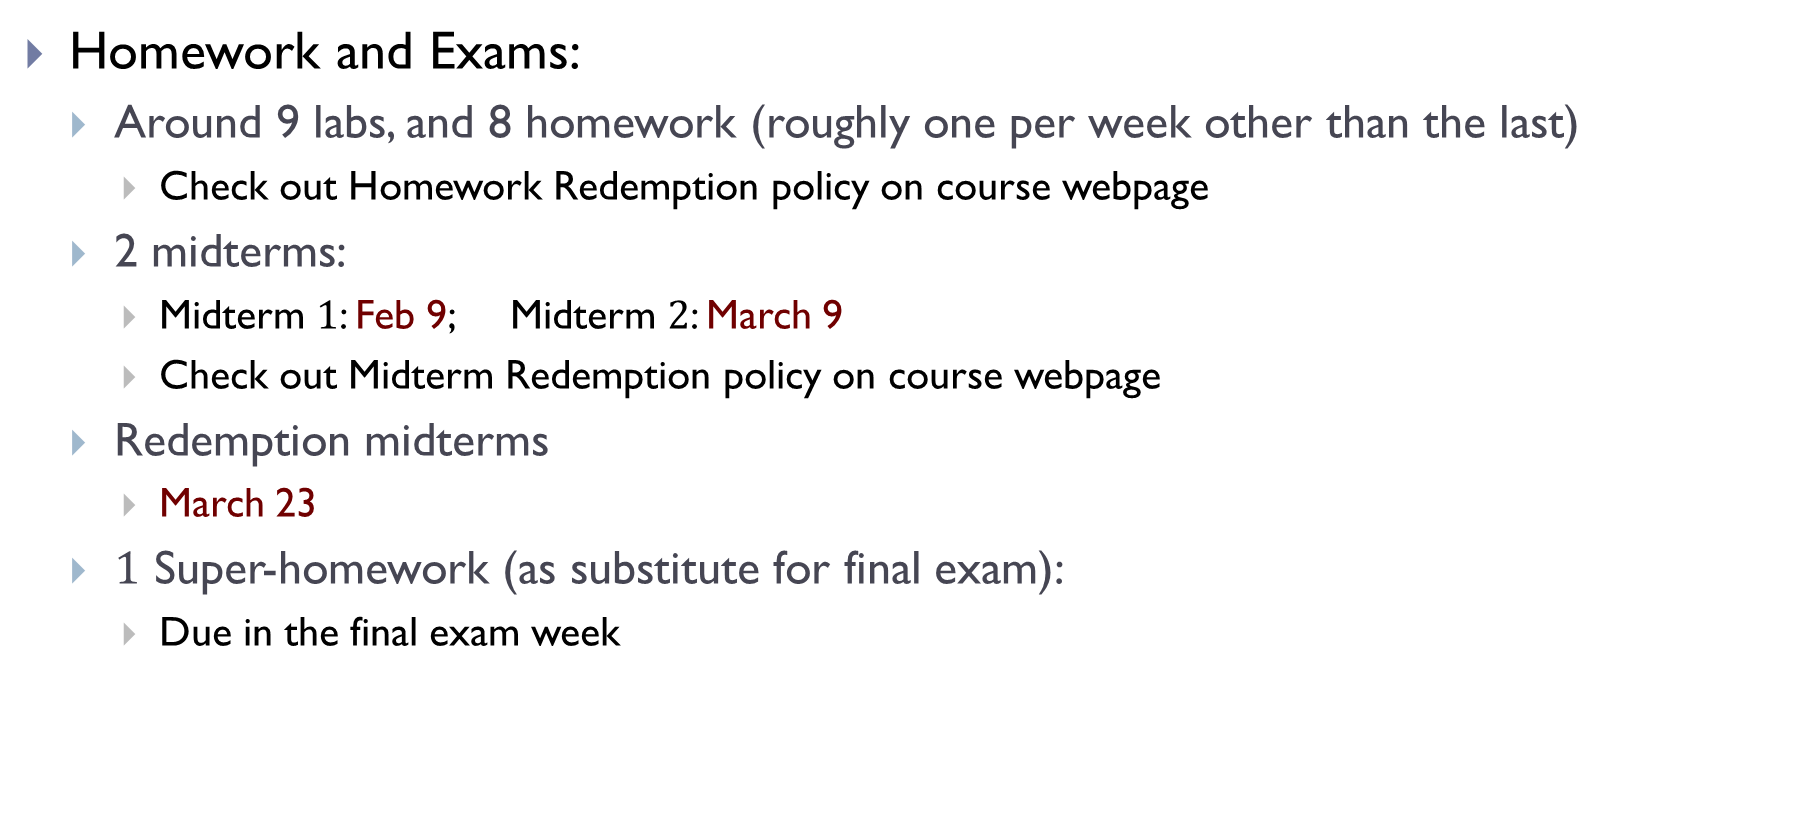 Homework and Exams:
Around 9 labs, and 8 homework (roughly one per week other than the last)
Check out Homework Redemption policy on course webpage
2 midterms:
Midterm 1: Feb 9; Midterm 2: March 9
Check out Midterm Redemption policy on course webpage
Redemption midterms
March 23
1 Super-homework (as substitute for final exam):
Due in the final exam week